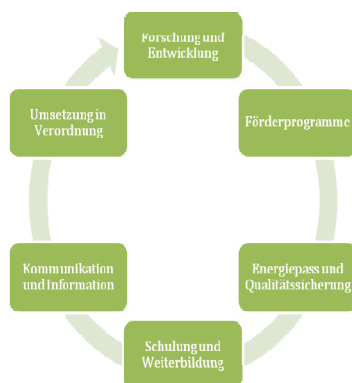 Forschung und
Entwicklung
Förderprogramme
Energiepass und
Qualitätssicherung
Schulung und
Weiterbildung
Kommunikation
und Information
Umsetzung in
Verordnung